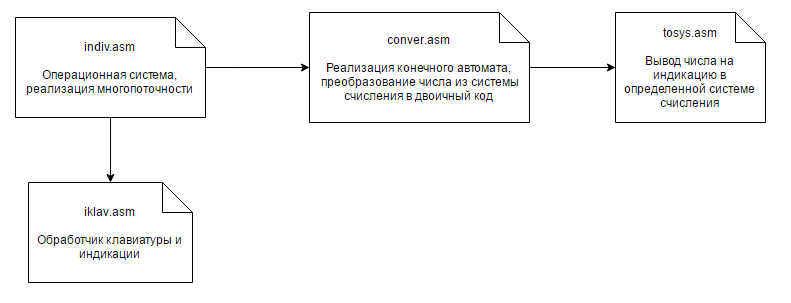 indiv.asm
Операционная система,
реализация многопоточности
conver.asm
Реализация конечного автомата,
преобразование числа из системы
счисления в двоичный код
tosys.asm
Вывод числа на
индикацию в
определенной системе
счисления
iklav.asm
Обработчик клавиатуры и
индикации